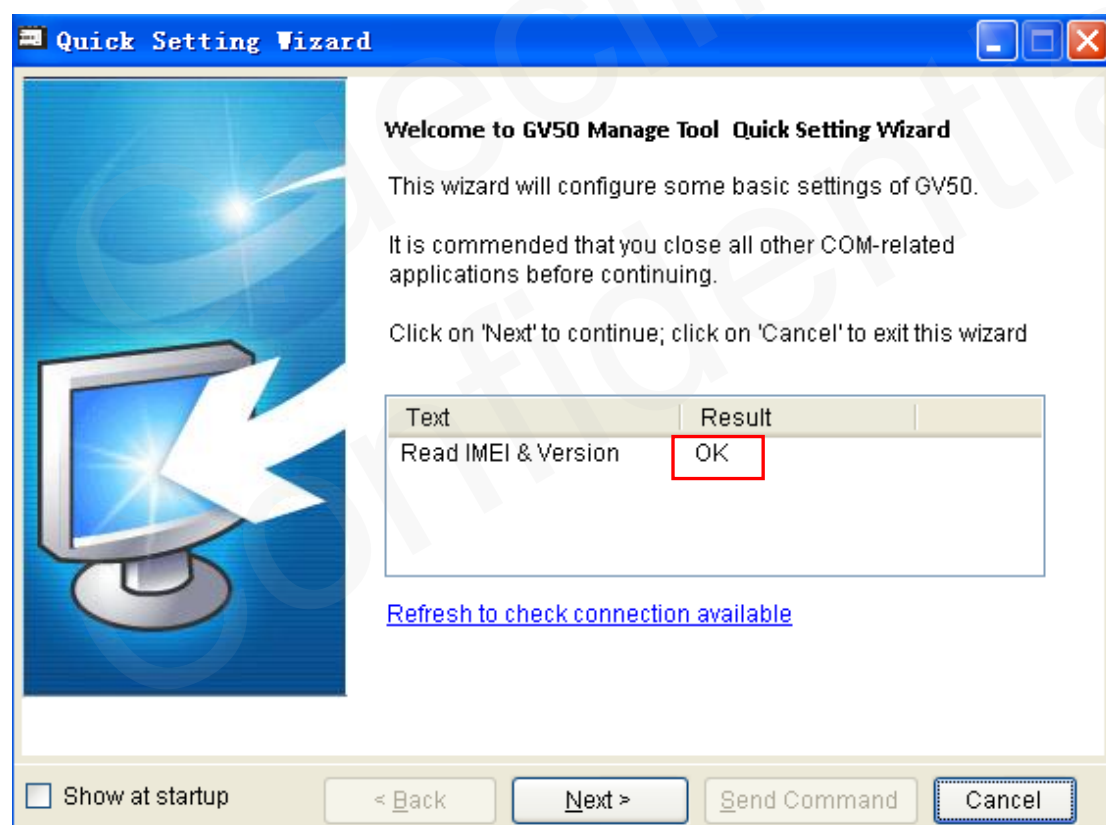 Quick Setting Wizard
Welcome to GV50 Manage Tool Quick Setting Wizard
This wizard will configure some basic settings of GV50.
It is commended that you close all other COM-related
applications before continuing.
Click on 'Next' to continue; click on 'Cancel' to exit this wizard
Text Result
Read IMEI & Version OK
Refresh to check connection available
Show at startup < Back Next > Send Command Cancel
Confidential